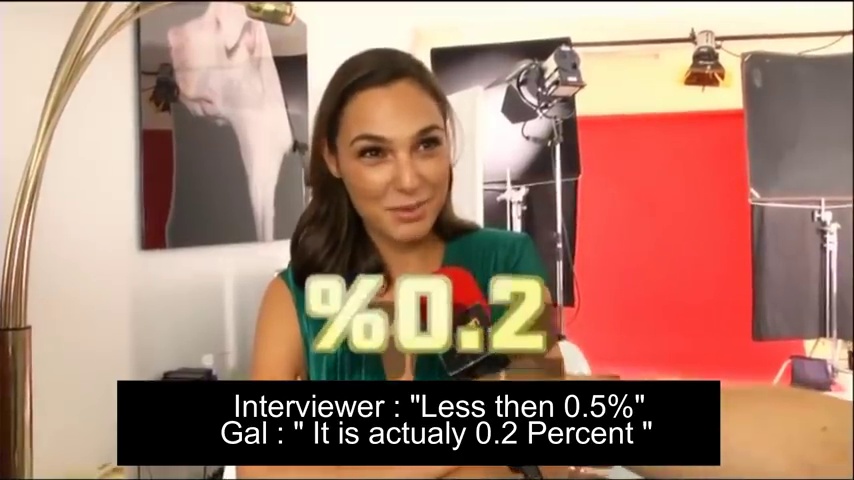 %0.2
Interviewer : "Less then 0.5%"
Gal : " It is actualy 0.2 Percent "